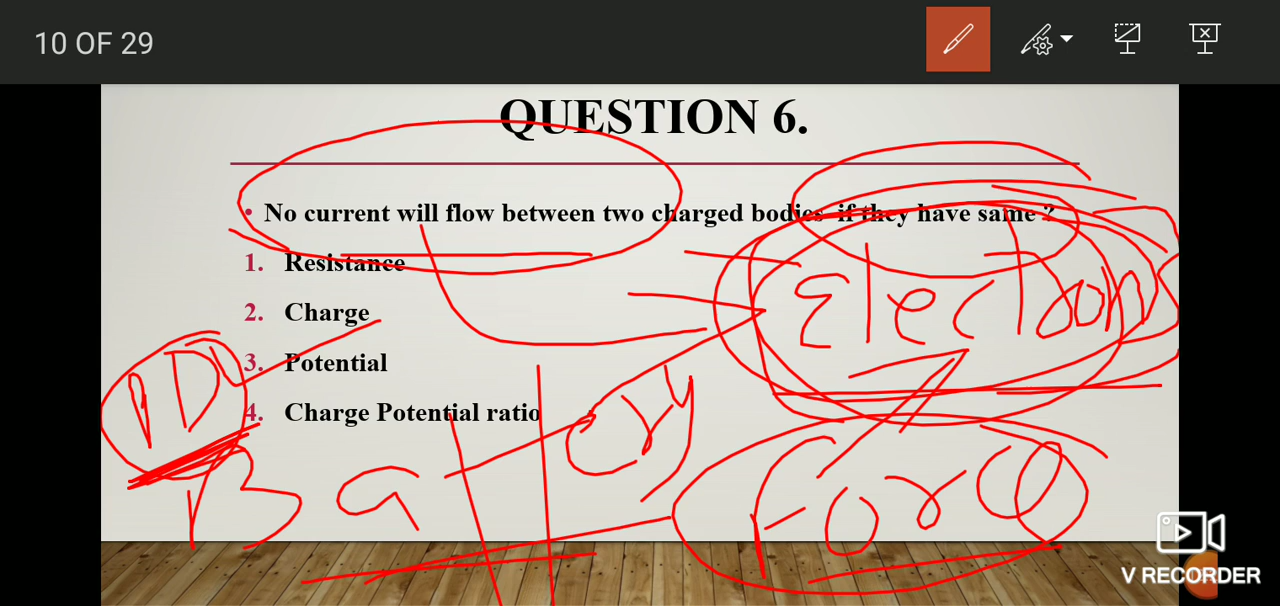 10 OF 29
QUESTION 6.
• No current will flow between two charged bodies if they have same ?
1. Resistance
2. Charge
3. Potential
4. Charge Potential ratio
PD
Battery
Force
V RECORDER